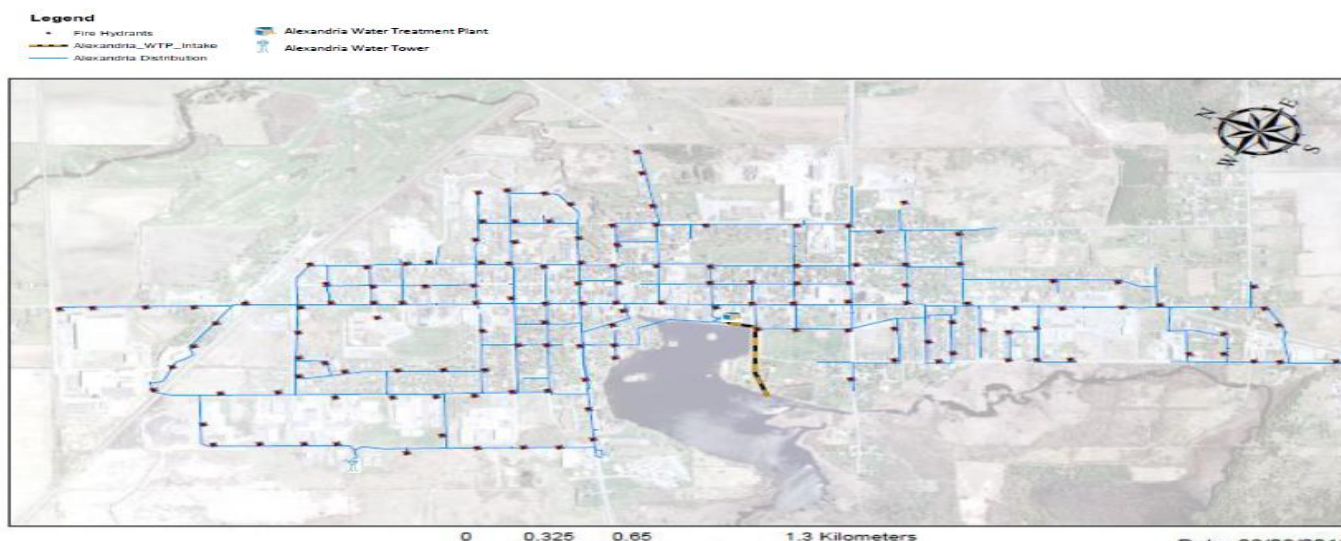 Legend
Fire Hydrants
Alexandria_WTP_Intake
Alexandria Distribution
Alexandria Water Treatment Plant
Alexandria Water Tower
N
E
W
S
0 0.325 0.65 1.3 Kilometers